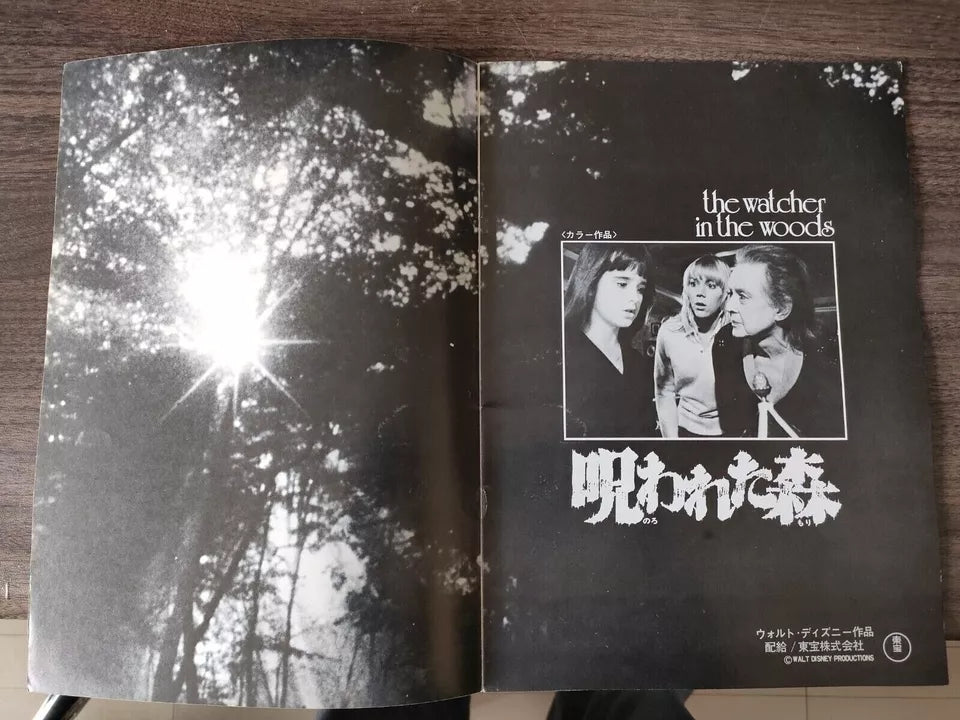 the watcher
in the woods
〈カラー作品〉
呪われた森
のろ
もり
ウォルト・ディズニー作品
配給/東宝株式会社
©WALT DISNEY PRODUCTIONS
東宝